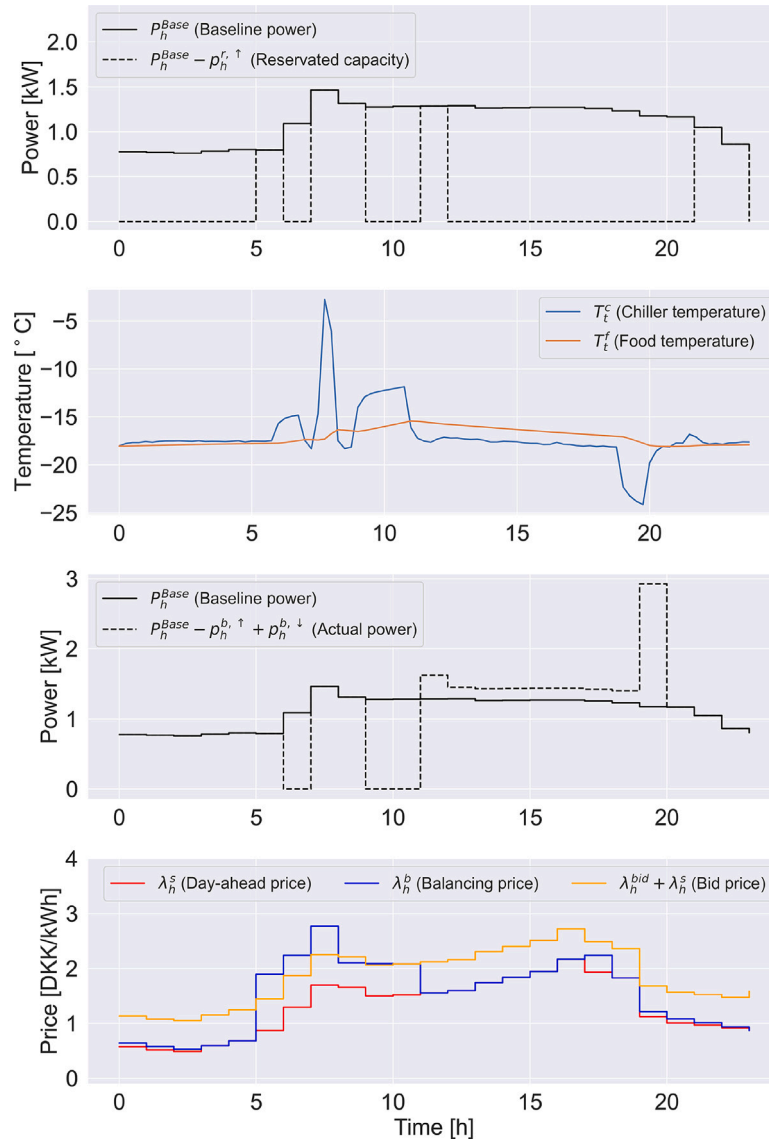 P_h^{Base} (Baseline power)
P_h^{Base} − p_h^{r, ↑} (Reservated capacity)
Power [kW]
2.0
1.5
1.0
0.5
0.0
0 5 10 15 20
T_t^c (Chiller temperature)
T_t^f (Food temperature)
Temperature [°C]
−5
−10
−15
−20
−25
0 5 10 15 20
P_h^{Base} (Baseline power)
P_h^{Base} − p_h^{b, ↑} + p_h^{b, ↓} (Actual power)
Power [kW]
3
2
1
0
0 5 10 15 20
λ_h^s (Day-ahead price) λ_h^b (Balancing price) λ_h^{bid} + λ_h^s (Bid price)
Price [DKK/kWh]
4
3
2
1
0
0 5 10 15 20
Time [h]